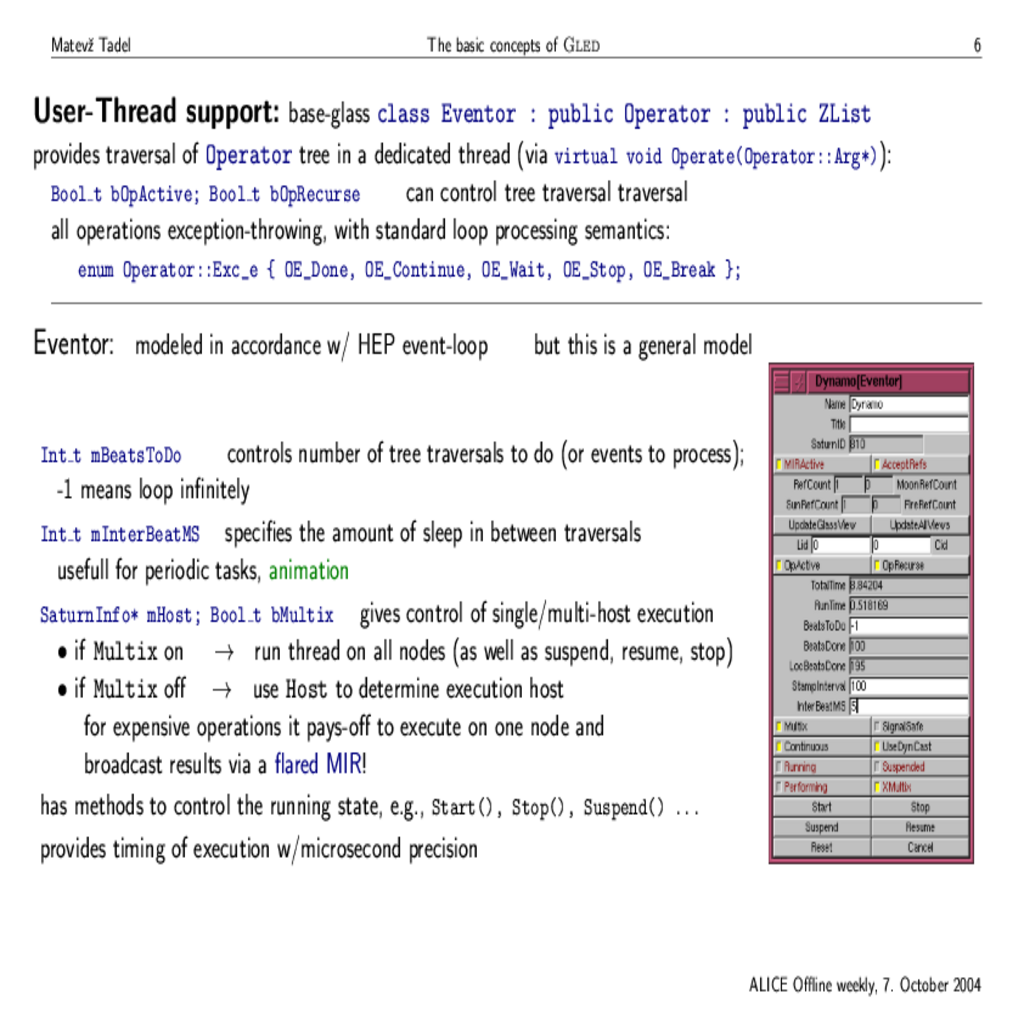 Matevž Tadel The basic concepts of GLED 6
User-Thread support: base-glass class Eventor : public Operator : public ZList
provides traversal of Operator tree in a dedicated thread (via virtual void Operate(Operator::Arg*)):
Bool_t bOpActive; Bool_t bOpRecurse can control tree traversal traversal
all operations exception-throwing, with standard loop processing semantics:
enum Operator::Exc_e { OE_Done, OE_Continue, OE_Wait, OE_Stop, OE_Break };
Eventor: modeled in accordance w/ HEP event-loop but this is a general model
Int_t mBeatsToDo controls number of tree traversals to do (or events to process);
-1 means loop infinitely
Int_t mInterBeatMS specifies the amount of sleep in between traversals
usefull for periodic tasks, animation
SaturnInfo* mHost; Bool_t bMultix gives control of single/multi-host execution
• if Multix on → run thread on all nodes (as well as suspend, resume, stop)
• if Multix off → use Host to determine execution host
for expensive operations it pays-off to execute on one node and
broadcast results via a flared MIR!
has methods to control the running state, e.g., Start(), Stop(), Suspend() ...
provides timing of execution w/microsecond precision
Dynamo[Eventor]
Name Dynamo
Title
SaturnID 810
MIRActive AcceptRefs
RefCount 1 0 MoonRefCount
SunRefCount 1 0 FireRefCount
UpdateGlassView UpdateAllViews
Lid 0 0 Cid
OpActive OpRecurse
TotalTime 8.84204
RunTime 0.518169
BeatsToDo -1
BeatsDone 100
LocBeatsDone 195
StampInterval 100
InterBeatMS 5
Multix SignalSafe
Continuous UseDynCast
Running Suspended
Performing XMultix
Start Stop
Suspend Resume
Reset Cancel
ALICE Offline weekly, 7. October 2004